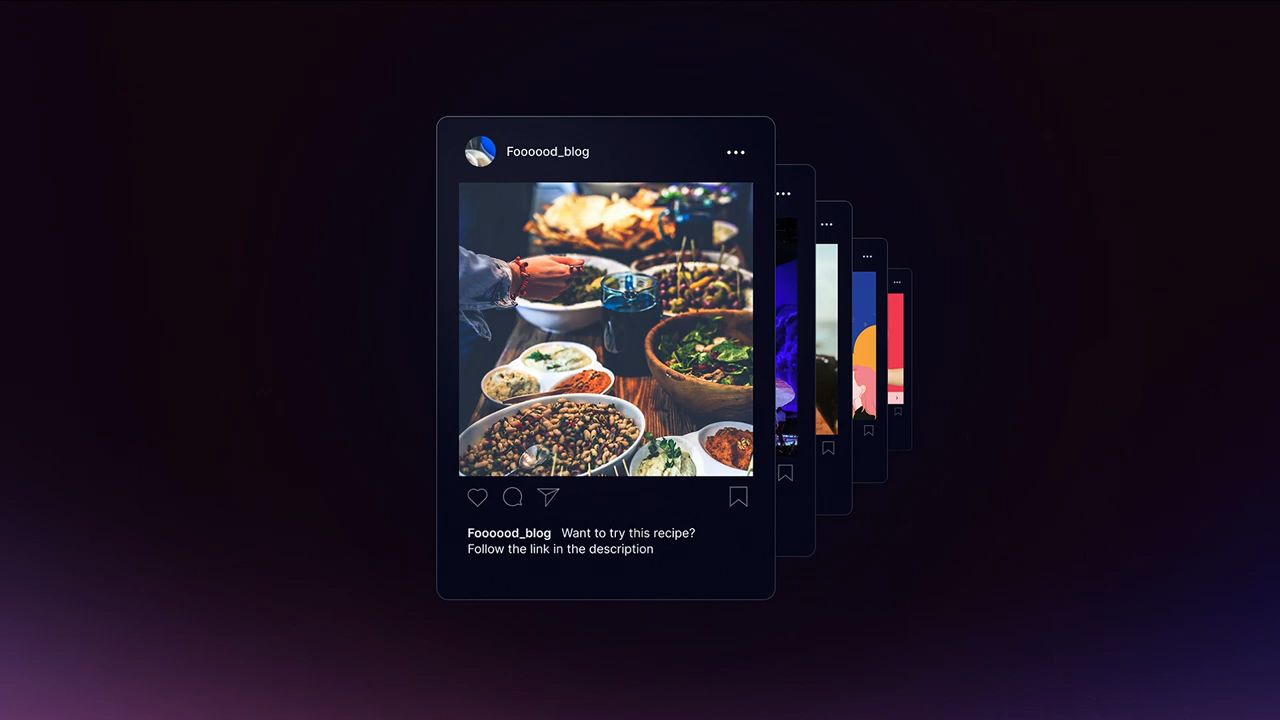 Foooood_blog
Foooood_blog Want to try this recipe?
Follow the link in the description